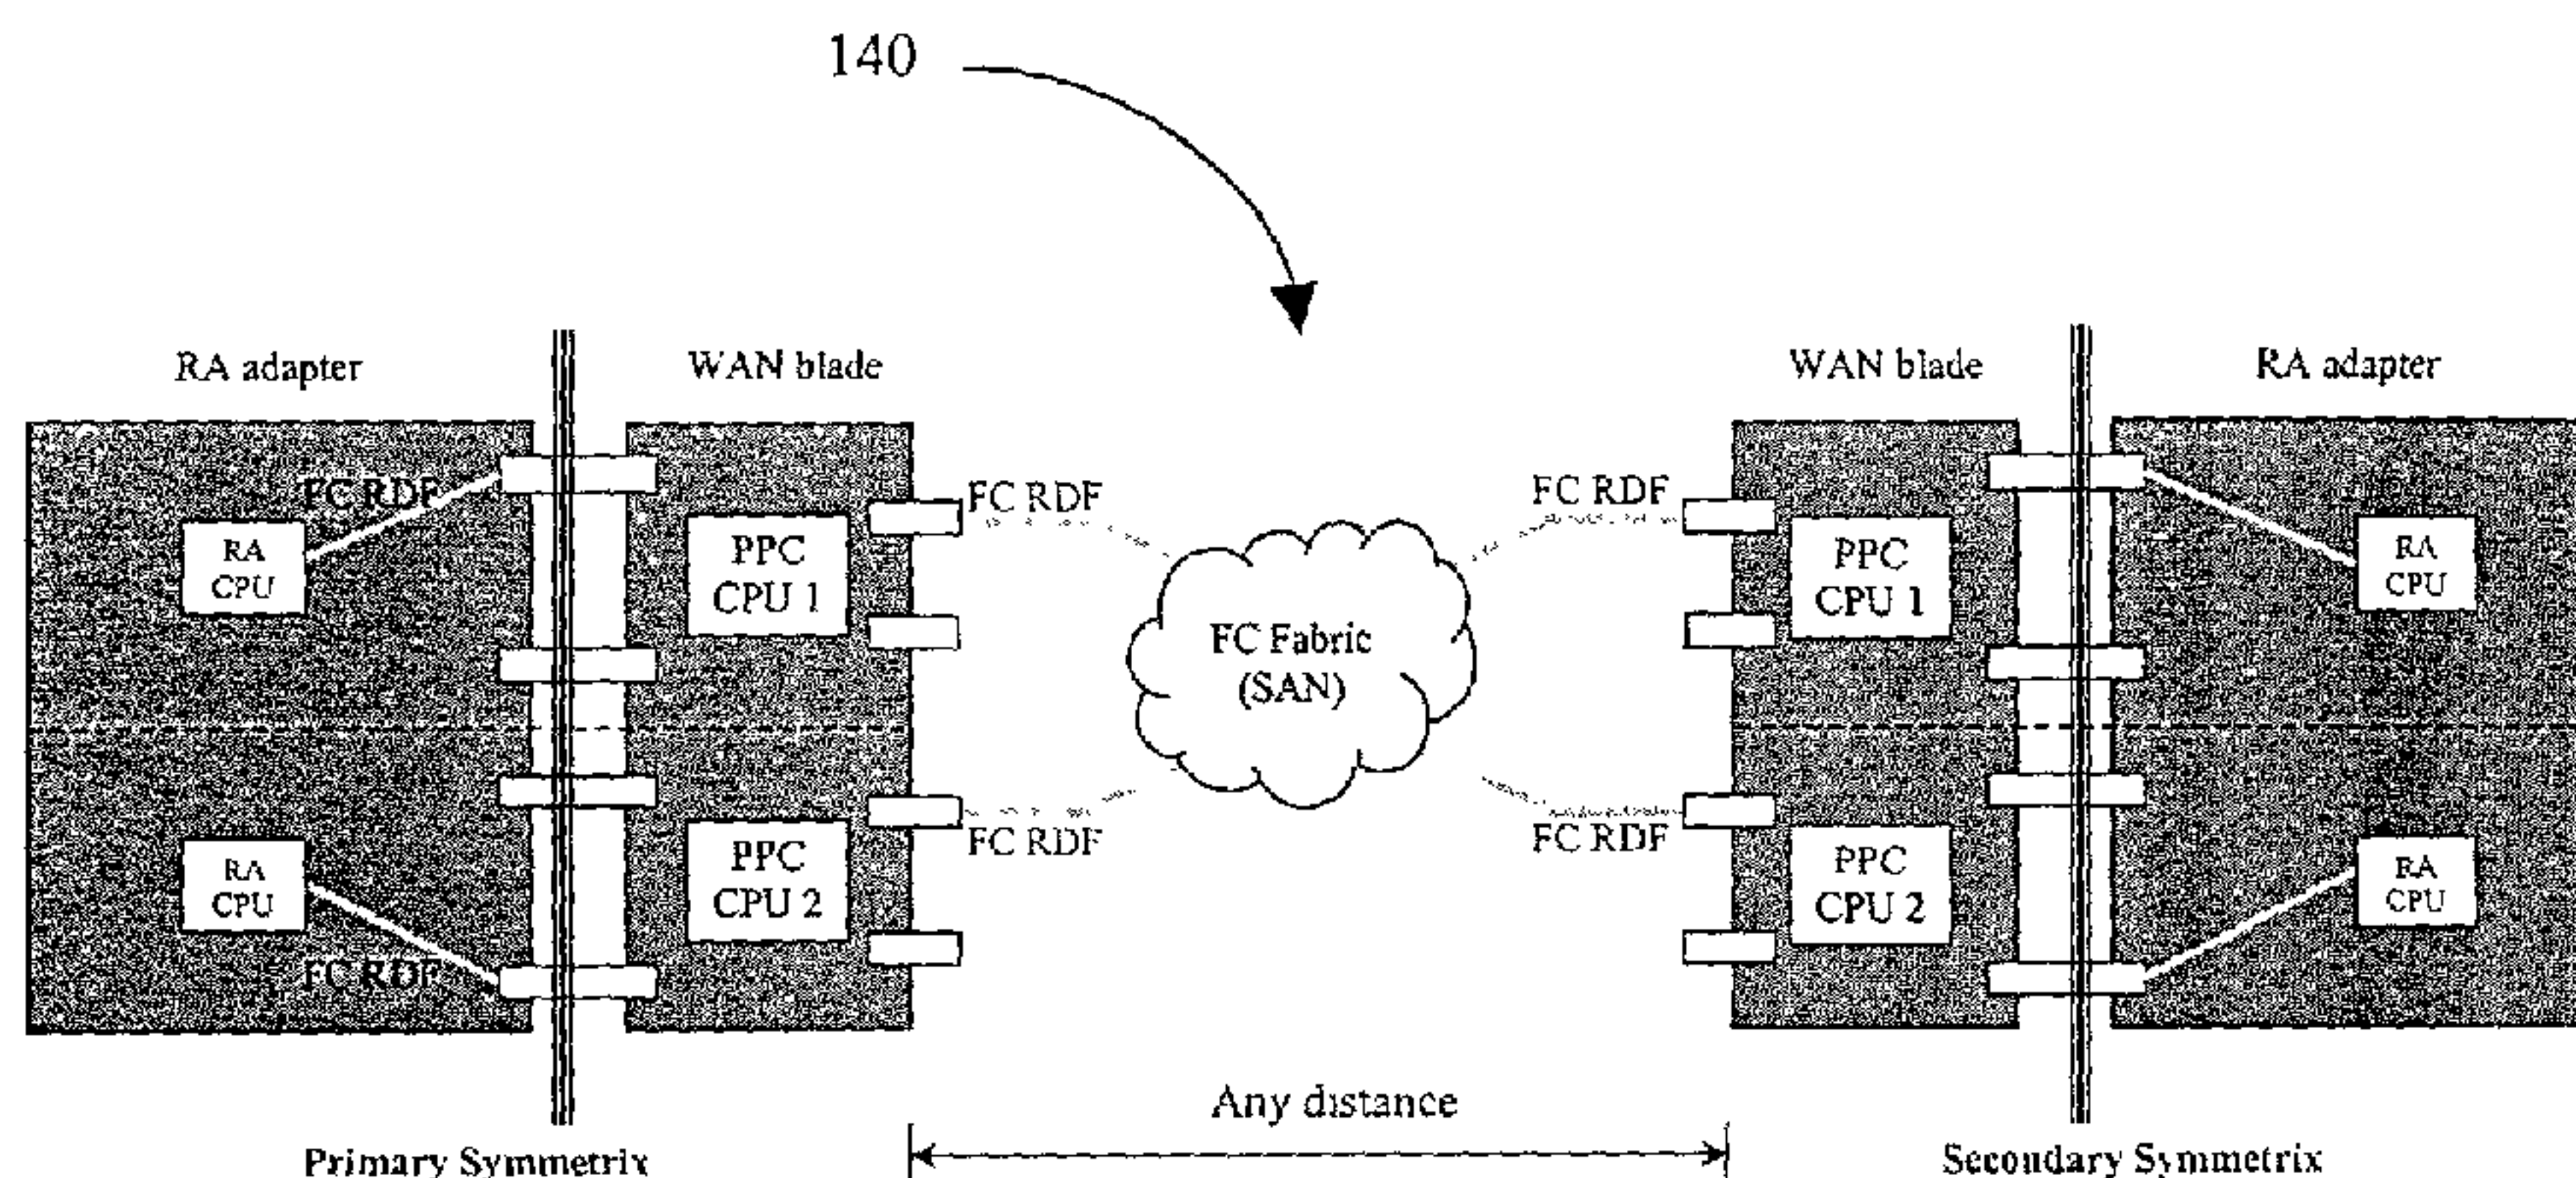 140
RA adapter
WAN blade
WAN blade
RA adapter
FC RDF
FC RDF
FC RDF
RA
CPU
PPC
CPU 1
FC Fabric
(SAN)
PPC
CPU 1
RA
CPU
RA
CPU
FC RDF
PPC
CPU 2
FC RDF
FC RDF
PPC
CPU 2
RA
CPU
FC RDF
Any distance
Primary Symmetrix
Secondary Symmetrix